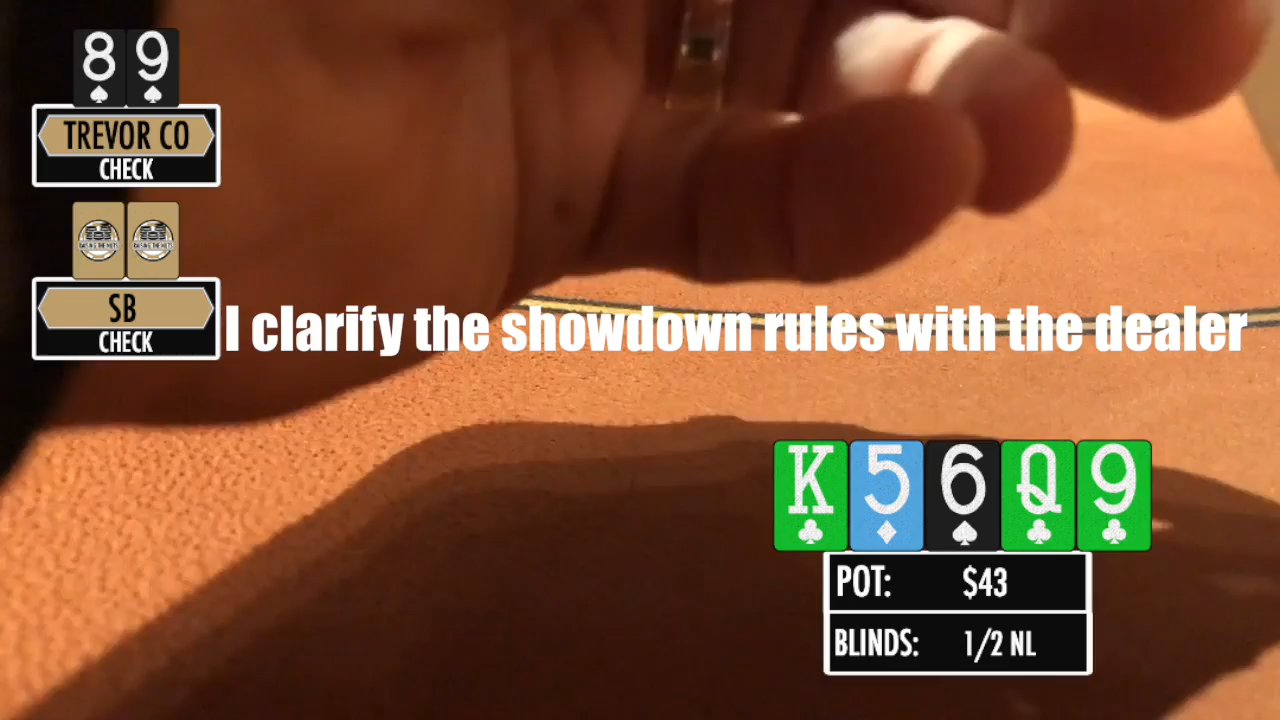 8 9
TREVOR CO
CHECK
SB
CHECK
I clarify the showdown rules with the dealer
K 5 6 Q 9
POT: $43
BLINDS: 1/2 NL